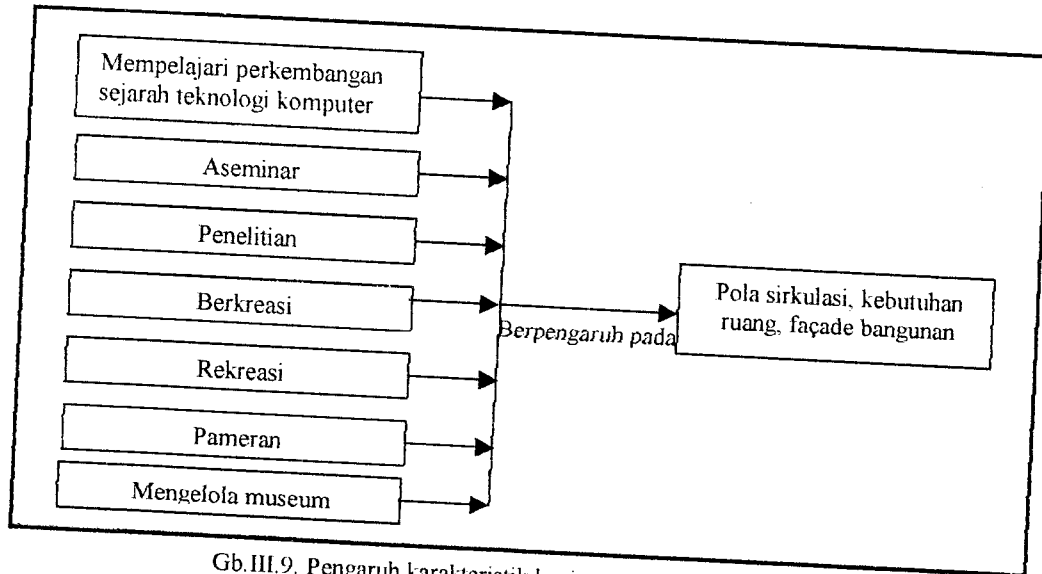 Mempelajari perkembangan
sejarah teknologi komputer
Aseminar
Penelitian
Berkreasi
Rekreasi
Pameran
Mengelola museum
Berpengaruh pada
Pola sirkulasi, kebutuhan
ruang, façade bangunan
Gb.III.9. Pengaruh karakteristik